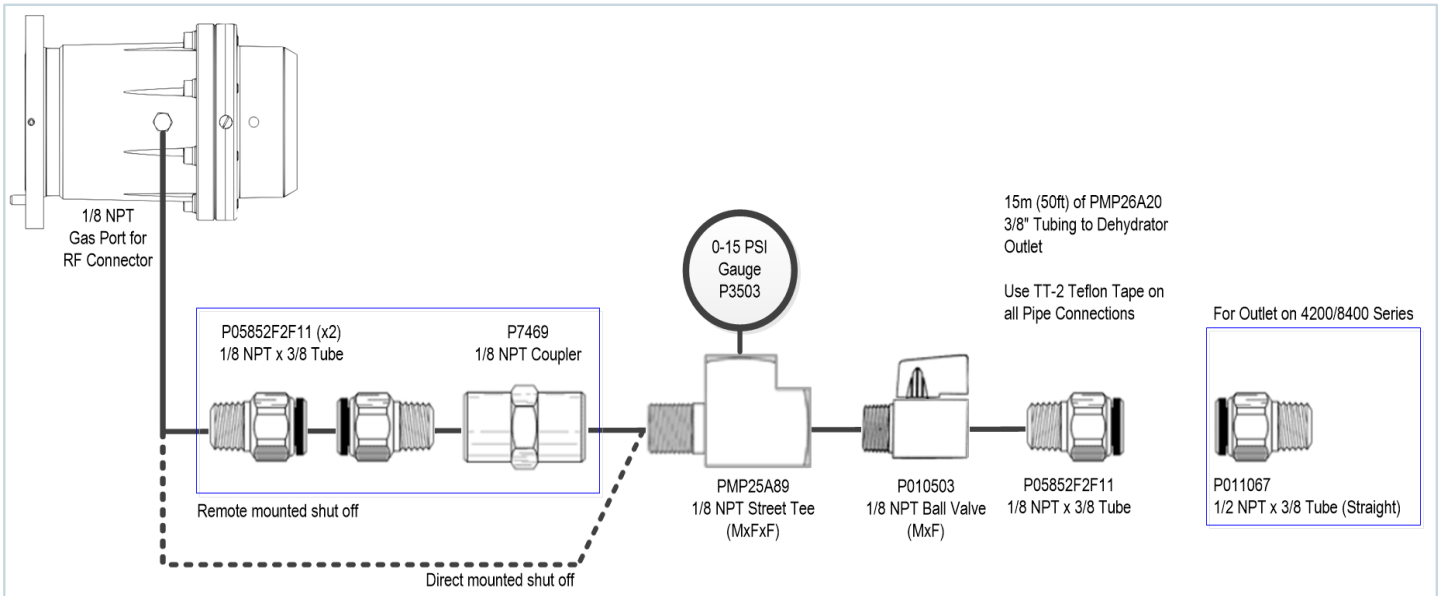 1/8 NPT
Gas Port for
RF Connector
P05852F2F11 (x2)
1/8 NPT x 3/8 Tube
P7469
1/8 NPT Coupler
Remote mounted shut off
Direct mounted shut off
0-15 PSI
Gauge
P3503
PMP25A89
1/8 NPT Street Tee
(MxFxF)
P010503
1/8 NPT Ball Valve
(MxF)
15m (50ft) of PMP26A20
3/8" Tubing to Dehydrator
Outlet
Use TT-2 Teflon Tape on
all Pipe Connections
P05852F2F11
1/8 NPT x 3/8 Tube
For Outlet on 4200/8400 Series
P011067
1/2 NPT x 3/8 Tube (Straight)